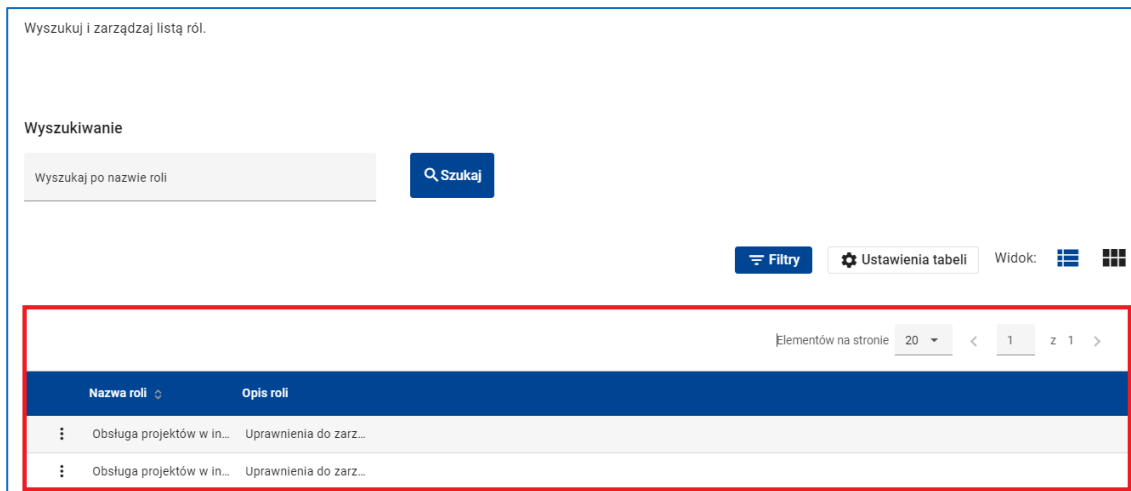 Wyszukuj i zarządzaj listą ról.
Wyszukiwanie
Wyszukaj po nazwie roli
Szukaj
Filtry
Ustawienia tabeli
Widok:
Elementów na stronie 20 1 z 1
Nazwa roli Opis roli
Obsługa projektów w in... Uprawnienia do zarz...
Obsługa projektów w in... Uprawnienia do zarz...